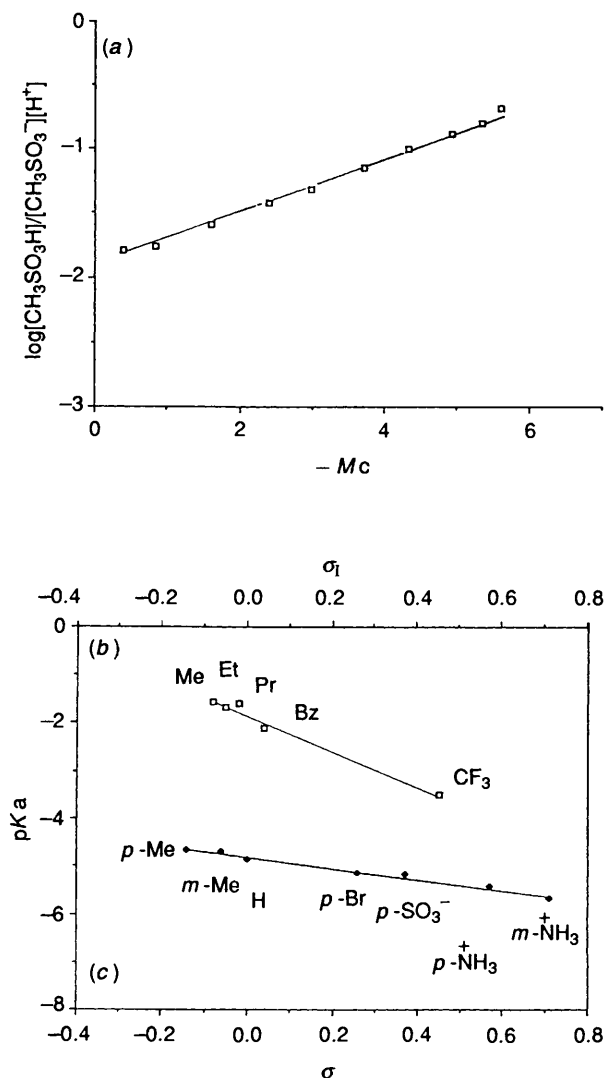 (a)
0
−1
−2
−3
log[CH₃SO₃H]/[CH₃SO₃⁻][H⁺]
0 2 4 6
− Mc
σI
−0.4 −0.2 0.0 0.2 0.4 0.6 0.8
(b)
0
−2
−4
−6
−8
pKa
Me Et Pr Bz CF₃
p-Me m-Me H p-Br p-SO₃⁻ p-N⁺H₃ m-N⁺H₃
(c)
−0.4 −0.2 0.0 0.2 0.4 0.6 0.8
σ